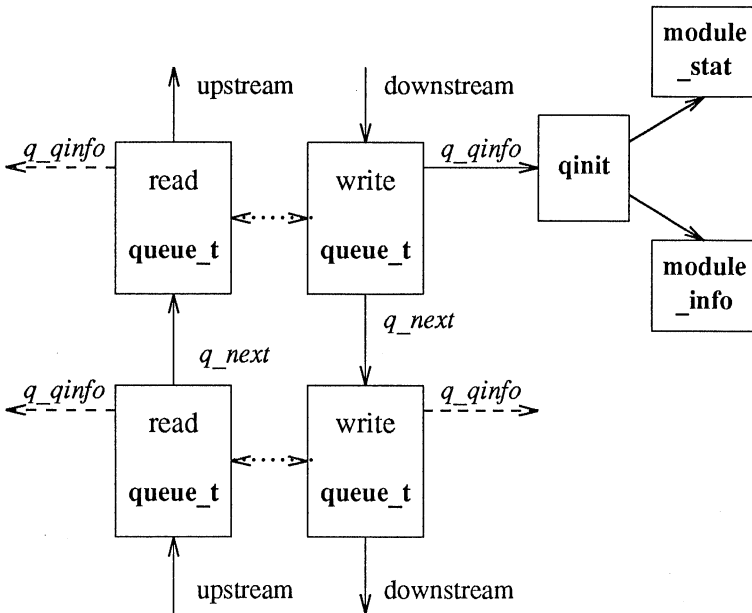 module
_stat
upstream
downstream
q_qinfo
read
queue_t
write
queue_t
q_qinfo
qinit
module
_info
q_next
q_next
q_qinfo
read
queue_t
write
queue_t
q_qinfo
upstream
downstream